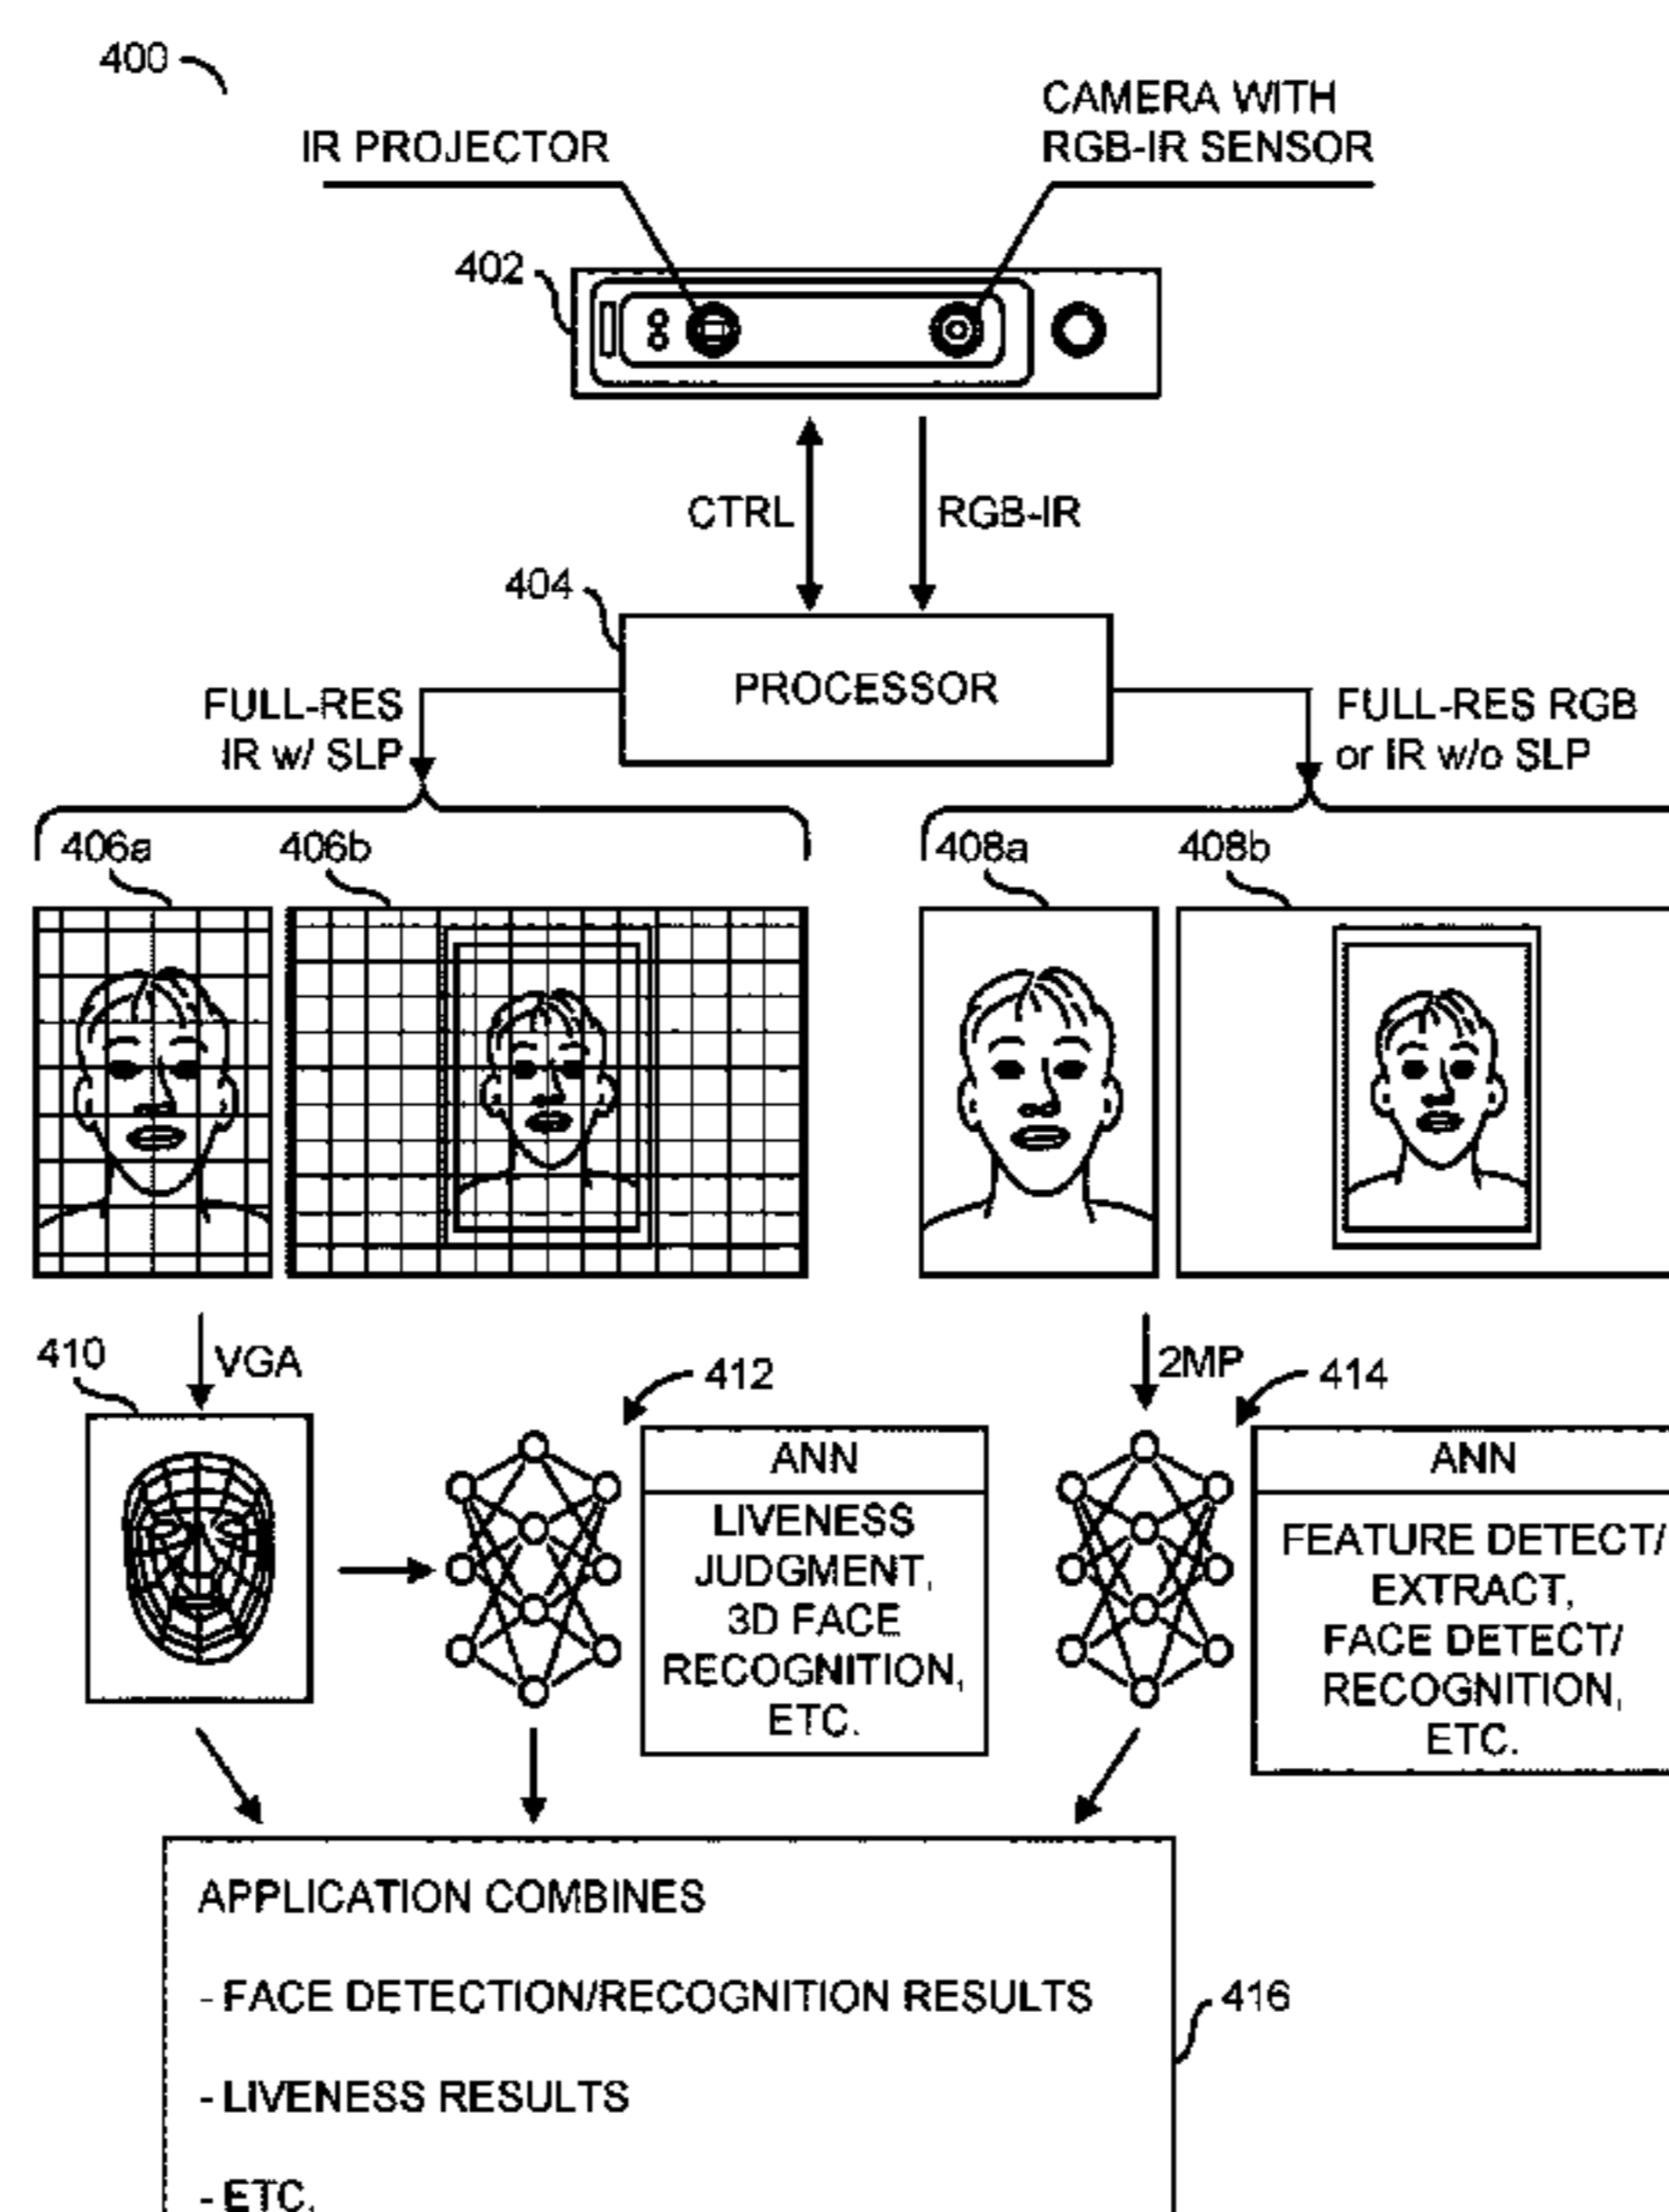 400
IR PROJECTOR
CAMERA WITH
RGB-IR SENSOR
402
CTRL
RGB-IR
404
PROCESSOR
FULL-RES
IR w/ SLP
FULL-RES RGB
or IR w/o SLP
406a
406b
408a
408b
410
VGA
412
2MP
414
ANN
LIVENESS
JUDGMENT,
3D FACE
RECOGNITION,
ETC.
ANN
FEATURE DETECT/
EXTRACT,
FACE DETECT/
RECOGNITION,
ETC.
APPLICATION COMBINES
- FACE DETECTION/RECOGNITION RESULTS
- LIVENESS RESULTS
- ETC.
416